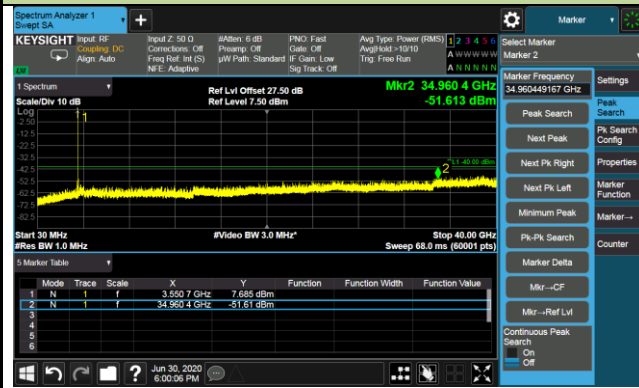 Spectrum Analyzer 1
Swept SA
Marker
KEYSIGHT
Input: RF
Coupling: DC
Align: Auto
Input Z: 50 Ω
Corrections: Off
Freq Ref: Int (S)
NFE: Adaptive
#Atten: 6 dB
Preamp: Off
µW Path: Standard
PNO: Fast
Gate: Off
IF Gain: Low
Sig Track: Off
Avg Type: Power (RMS)
Avg|Hold:>10/10
Trig: Free Run
1 2 3 4 5 6
A W W W W W
A N N N N N
Select Marker
Marker 2
LXI
1 Spectrum
Scale/Div 10 dB
Ref Lvl Offset 27.50 dB
Ref Level 7.50 dBm
Mkr2 34.960 4 GHz
-51.613 dBm
Log
-2.50
-12.5
-22.5
-32.5
-42.5
-52.5
-62.5
-72.5
-82.5
1
2
L1 -40.00 dBm
Start 30 MHz
#Res BW 1.0 MHz
#Video BW 3.0 MHz*
Stop 40.00 GHz
Sweep 68.0 ms (60001 pts)
5 Marker Table
Mode Trace Scale X Y Function Function Width Function Value
1 N 1 f 3.550 7 GHz 7.685 dBm
2 N 1 f 34.960 4 GHz -51.61 dBm
3
4
5
6
Marker Frequency
34.960449167 GHz
Peak Search
Next Peak
Next Pk Right
Next Pk Left
Minimum Peak
Pk-Pk Search
Marker Delta
Mkr→CF
Mkr→Ref Lvl
Continuous Peak
Search
On
Off
Settings
Peak
Search
Pk Search
Config
Properties
Marker
Function
Marker→
Counter
?
Jun 30, 2020
6:00:06 PM